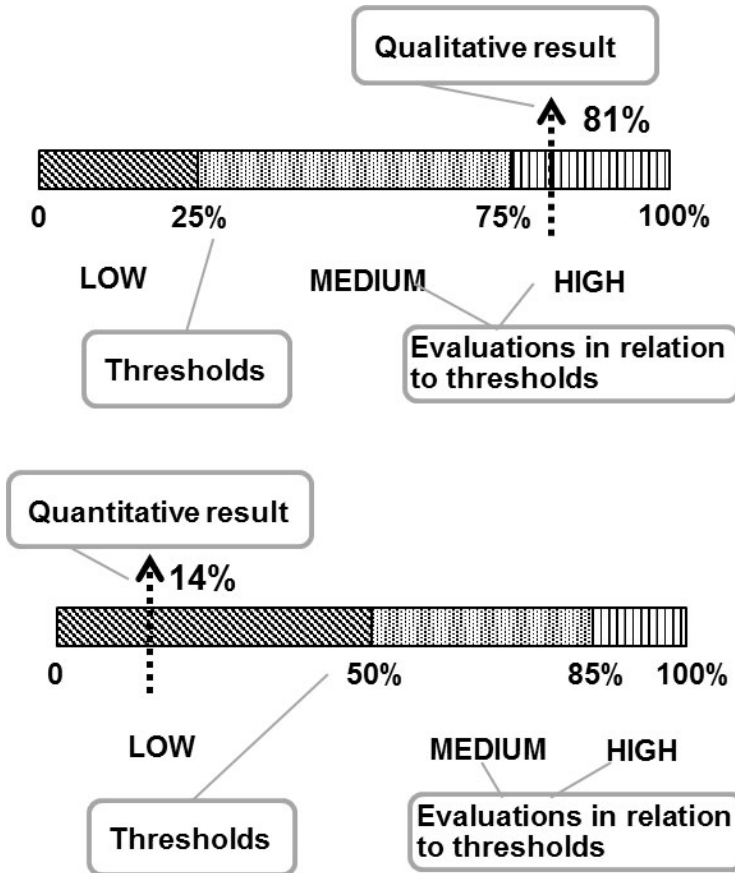 Qualitative result
81%
0 25% 75% 100%
LOW MEDIUM HIGH
Thresholds
Evaluations in relation
to thresholds
Quantitative result
14%
0 50% 85% 100%
LOW MEDIUM HIGH
Thresholds
Evaluations in relation
to thresholds